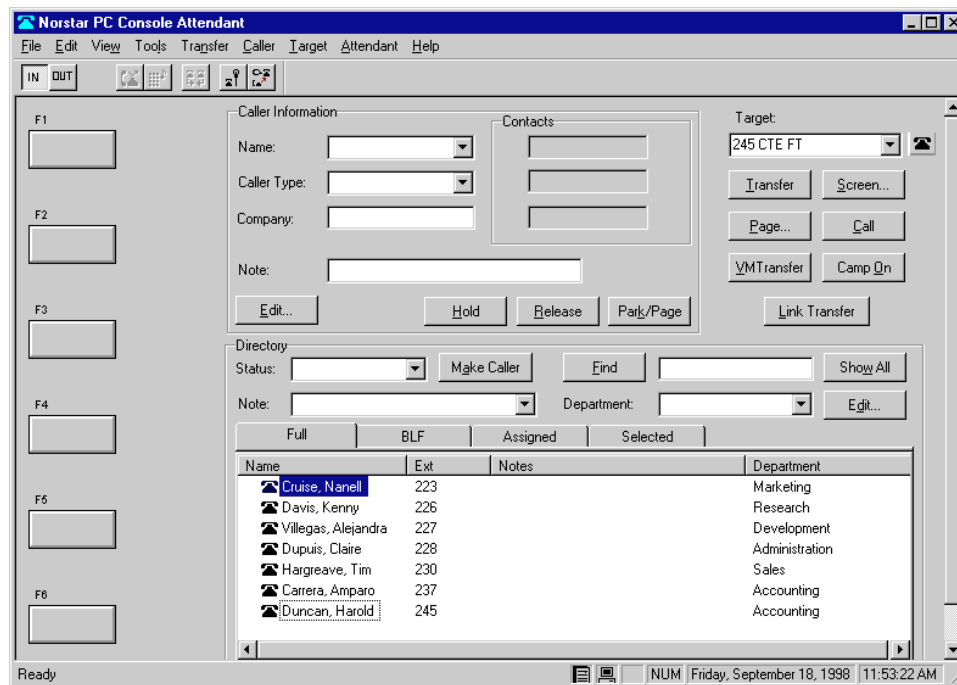 Norstar PC Console Attendant
File Edit View Tools Transfer Caller Target Attendant Help
IN OUT
F1
F2
F3
F4
F5
F6
Caller Information
Name:
Caller Type:
Company:
Note:
Contacts
Edit... Hold Release Park/Page
Target:
245 CTE FT
Transfer Screen...
Page... Call
VMTransfer Camp On
Link Transfer
Directory
Status: Make Caller Find Show All
Note: Department: Edit...
Full BLF Assigned Selected
Name Ext Notes Department
Cruise, Nanell 223 Marketing
Davis, Kenny 226 Research
Villegas, Alejandra 227 Development
Dupuis, Claire 228 Administration
Hargreave, Tim 230 Sales
Carrera, Amparo 237 Accounting
Duncan, Harold 245 Accounting
Ready NUM Friday, September 18, 1998 11:53:22 AM